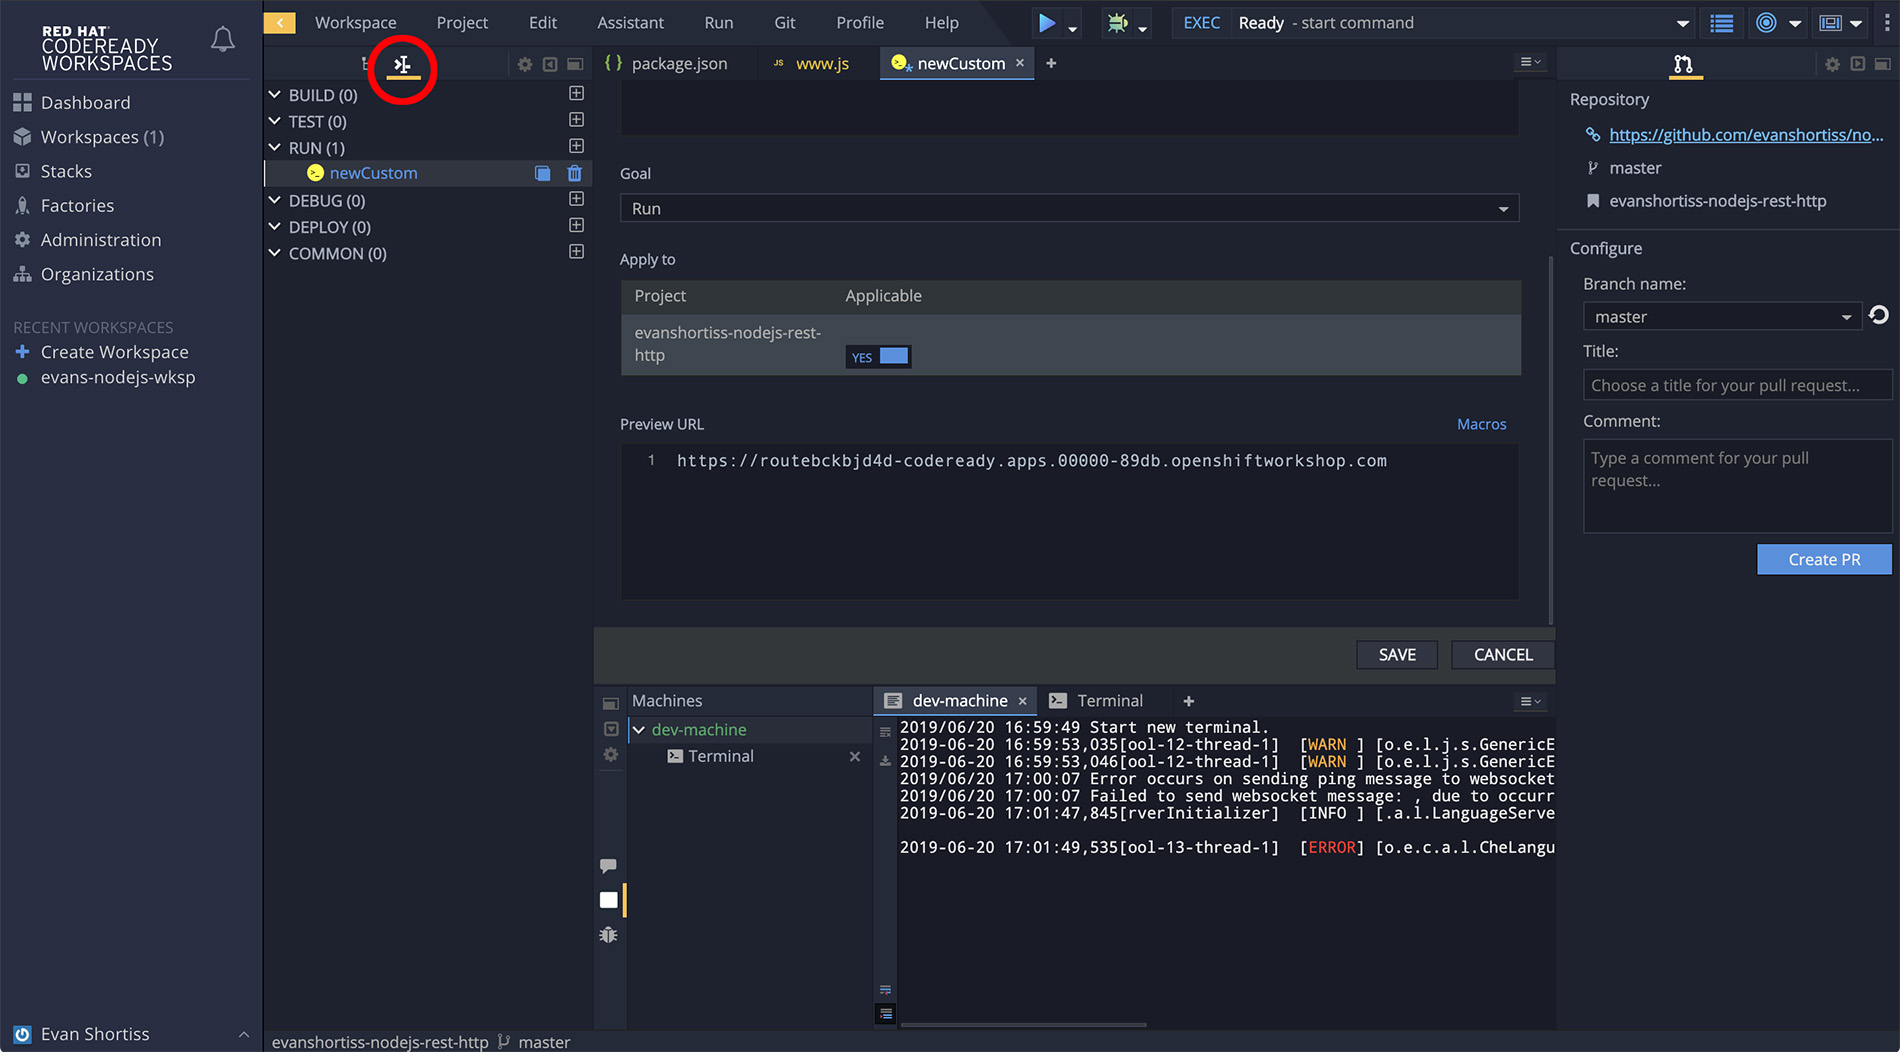 RED HAT
CODEREADY
WORKSPACES
Dashboard
Workspaces (1)
Stacks
Factories
Administration
Organizations
RECENT WORKSPACES
Create Workspace
evans-nodejs-wksp
Evan Shortiss
Workspace Project Edit Assistant Run Git Profile Help
EXEC Ready - start command
BUILD (0)
TEST (0)
RUN (1)
newCustom
DEBUG (0)
DEPLOY (0)
COMMON (0)
{} package.json JS www.js newCustom × +
Goal
Run
Apply to
Project Applicable
evanshortiss-nodejs-rest-
http
YES
Preview URL Macros
1 https://routebckbjd4d-codeready.apps.00000-89db.openshiftworkshop.com
SAVE CANCEL
Machines
dev-machine
Terminal ×
dev-machine × Terminal +
2019/06/20 16:59:49 Start new terminal.
2019-06-20 16:59:53,035[ool-12-thread-1] [WARN ] [o.e.l.j.s.GenericE
2019-06-20 16:59:53,046[ool-12-thread-1] [WARN ] [o.e.l.j.s.GenericE
2019/06/20 17:00:07 Error occurs on sending ping message to websocket
2019/06/20 17:00:07 Failed to send websocket message: , due to occurr
2019-06-20 17:01:47,845[rverInitializer] [INFO ] [.a.l.LanguageServe
2019-06-20 17:01:49,535[ool-13-thread-1] [ERROR] [o.e.c.a.l.CheLangu
Repository
https://github.com/evanshortiss/no...
master
evanshortiss-nodejs-rest-http
Configure
Branch name:
master
Title:
Choose a title for your pull request...
Comment:
Type a comment for your pull
request...
Create PR
evanshortiss-nodejs-rest-http master